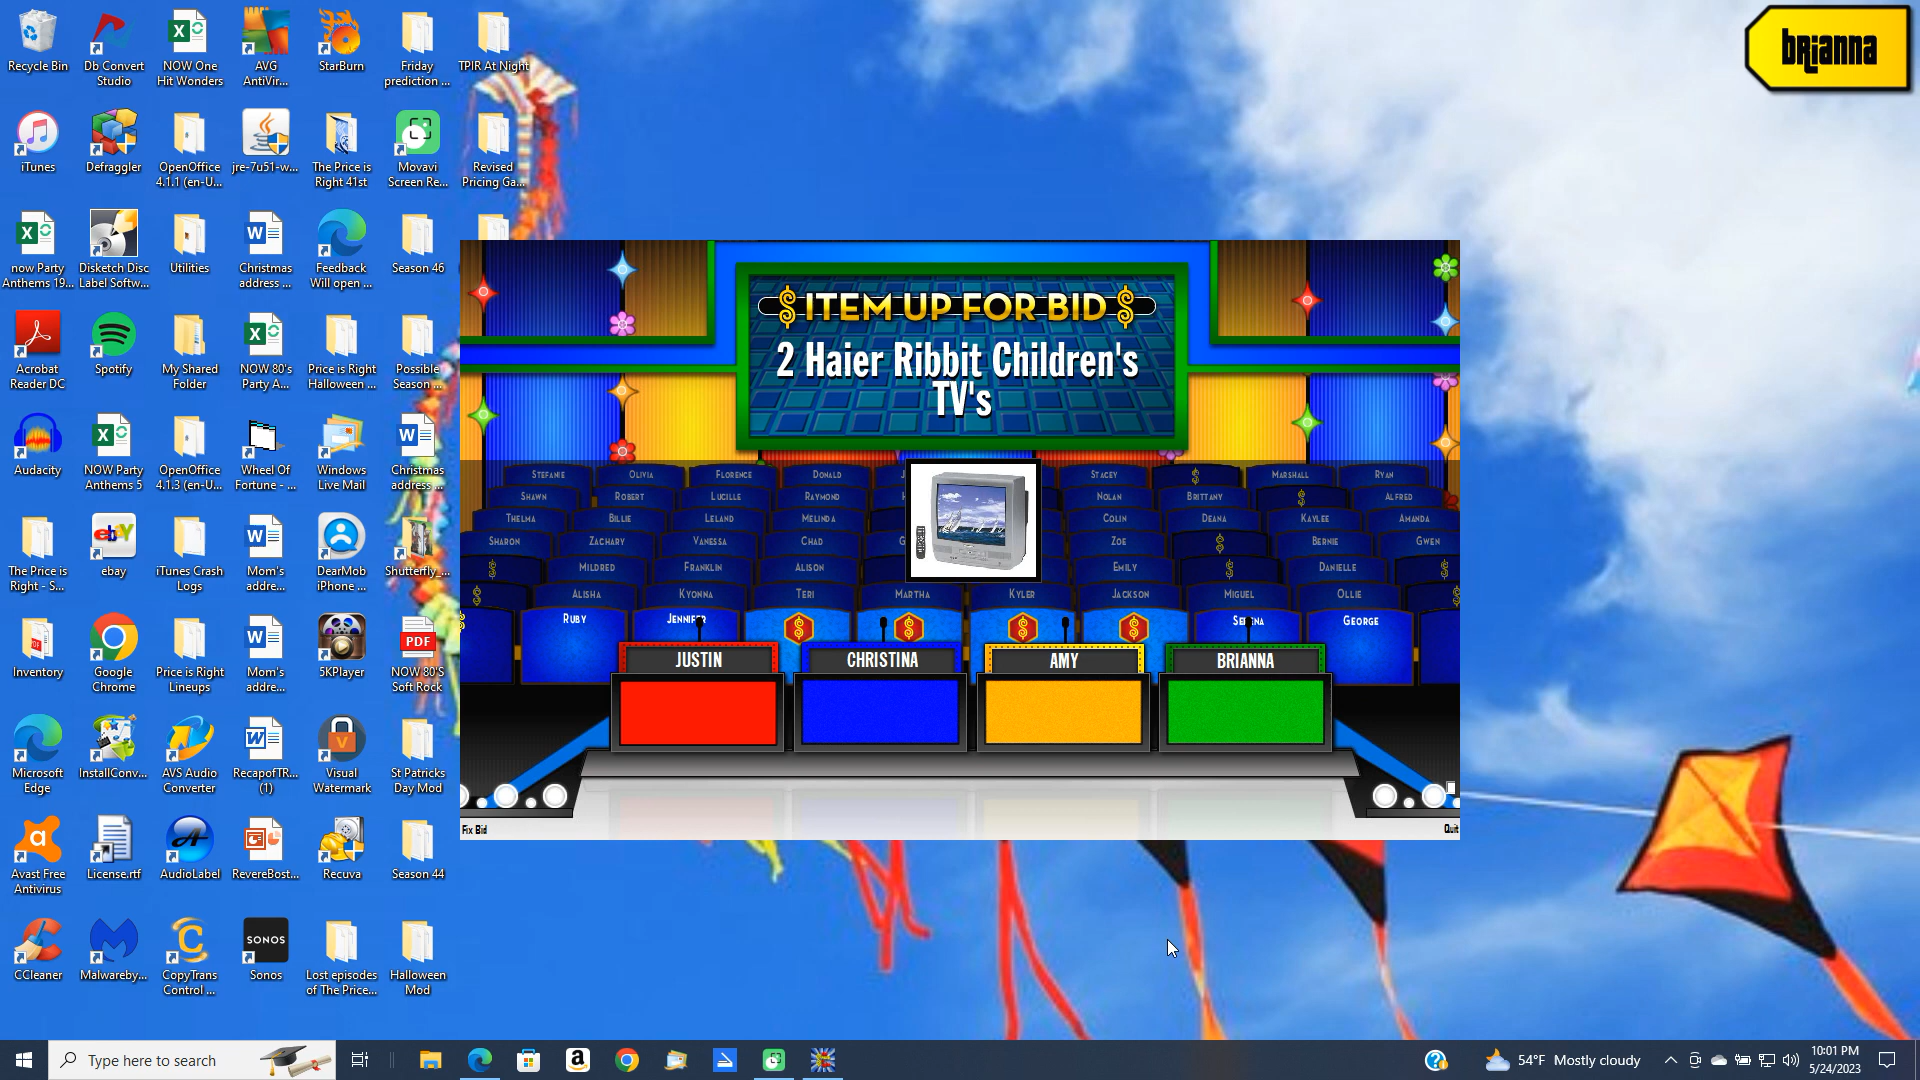 Recycle Bin
Db Convert
Studio
NOW One
Hit Wonders
AVG
AntiVir...
StarBurn
Friday
prediction ...
TPIR At Night
brianna
iTunes
Defraggler
OpenOffice
4.1.1 (en-U...
jre-7u51-w...
The Price is
Right 41st
Movavi
Screen Re...
Revised
Pricing Ga...
now Party
Anthems 19...
Disketch Disc
Label Softw...
Utilities
Christmas
address ...
Feedback
Will open ...
Season 46
Acrobat
Reader DC
Spotify
My Shared
Folder
NOW 80's
Party A...
Price is Right
Halloween ...
Possible
Season ...
Audacity
NOW Party
Anthems 5
OpenOffice
4.1.3 (en-U...
Wheel Of
Fortune - ...
Windows
Live Mail
Christmas
address ...
The Price is
Right - S...
ebay
iTunes Crash
Logs
Mom's
addre...
DearMob
iPhone ...
Shutterfly_...
Inventory
Google
Chrome
Price is Right
Lineups
Mom's
addre...
5KPlayer
PDF
NOW 80'S
Soft Rock
Microsoft
Edge
InstallConv...
AVS Audio
Converter
RecapofTR...
(1)
Visual
Watermark
St Patricks
Day Mod
Avast Free
Antivirus
License.rtf
AudioLabel
RevereBost...
Recuva
Season 44
CCleaner
Malwareby...
CopyTrans
Control ...
SONOS
Sonos
Lost episodes
of The Price...
Halloween
Mod
$ ITEM UP FOR BID $
2 Haier Ribbit Children's
TV's
STEFANIE OLIVIA FLORENCE DONALD STACEY MARSHALL RYAN
SHAWN ROBERT LUCILLE RAYMOND NOLAN BRITTANY ALFRED
THELMA BILLIE LELAND MELINDA COLIN DEANA KAYLEE AMANDA
SHARON ZACHARY VANESSA CHAD ZOE BERNIE GWEN
MILDRED FRANKLIN ALISON EMILY DANIELLE
ALISHA KYONNA TERI MARTHA KYLER JACKSON MIGUEL OLLIE
RUBY JENNIFER GEORGE
JUSTIN CHRISTINA AMY BRIANNA
Fix Bid Quit
Type here to search
54°F Mostly cloudy
10:01 PM
5/24/2023